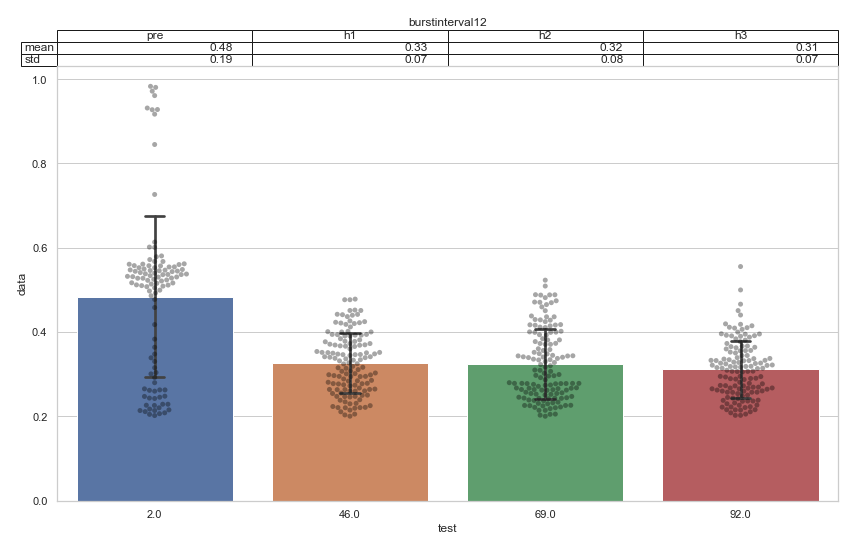 burstinterval12
pre h1 h2 h3
mean 0.48 0.33 0.32 0.31
std 0.19 0.07 0.08 0.07
1.0
0.8
0.6
data
0.4
0.2
0.0
2.0 46.0 69.0 92.0
test